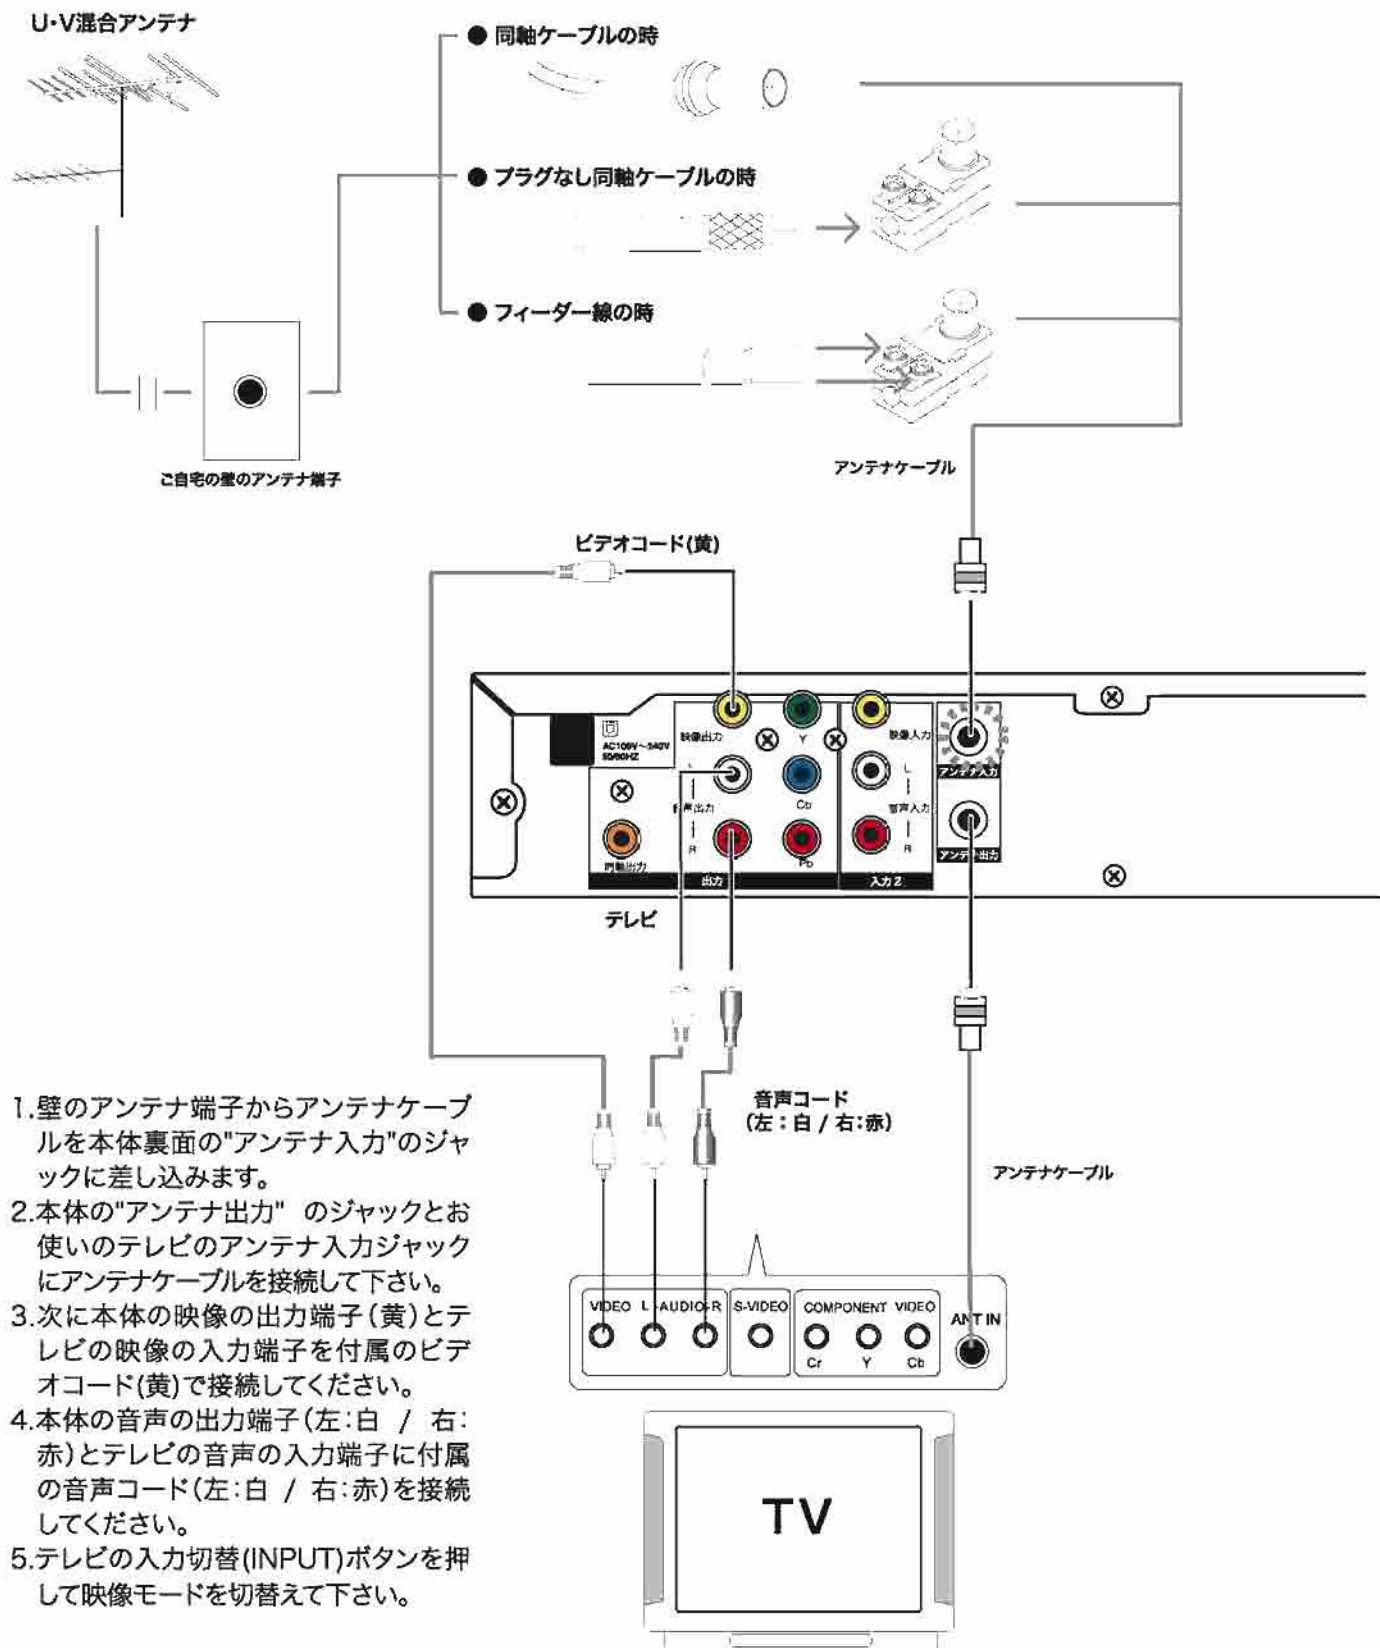 U・V混合アンテナ
● 同軸ケーブルの時
● プラグなし同軸ケーブルの時
● フィーダー線の時
ご自宅の壁のアンテナ端子
アンテナケーブル
ビデオコード(黄)
映像出力
Y
映像入力
50/60HZ
L
L
アンテナ入力
Cb
出力
音声入力
R
Pb
R
アンテナ出力
同軸出力
出力
入力 2
テレビ
音声コード
(左：白 / 右:赤)
アンテナケーブル
1.壁のアンテナ端子からアンテナケーブ
ルを本体裏面の"アンテナ入力"のジャ
ックに差し込みます。
2.本体の"アンテナ出力" のジャックとお
使いのテレビのアンテナ入力ジャック
にアンテナケーブルを接続して下さい。
3.次に本体の映像の出力端子(黄)とテ
レビの映像の入力端子を付属のビデ
オコード(黄)で接続してください。
4.本体の音声の出力端子(左:白 / 右:
赤)とテレビの音声の入力端子に付属
の音声コード(左:白 / 右:赤)を接続
してください。
5.テレビの入力切替(INPUT)ボタンを押
して映像モードを切替えて下さい。
VIDEO L-AUDIO-R S-VIDEO COMPONENT VIDEO
ANT IN
Cr Y Cb
TV